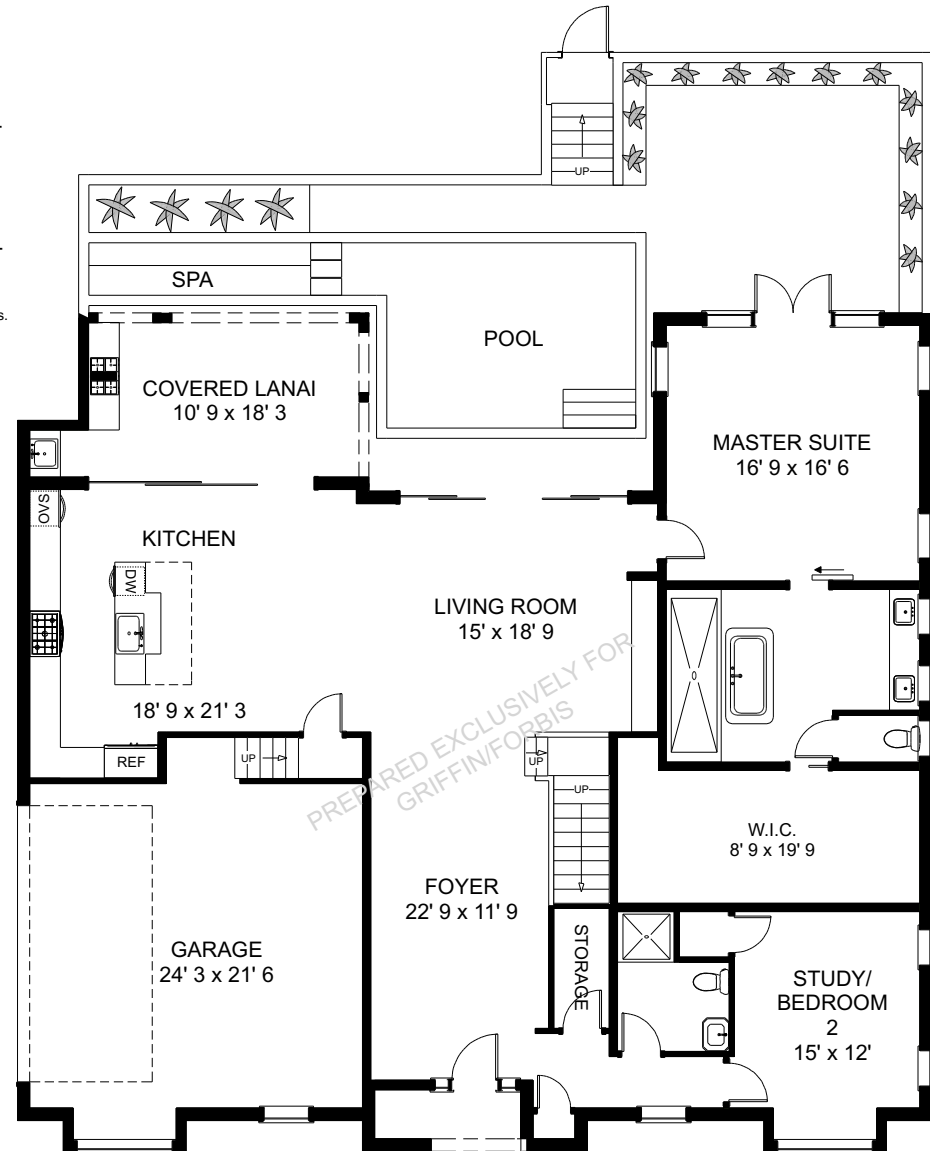 UP
s.
SPA
POOL
COVERED LANAI
10' 9 x 18' 3
MASTER SUITE
16' 9 x 16' 6
OVS
KITCHEN
DW
LIVING ROOM
15' x 18' 9
18' 9 x 21' 3
REF
UP
UP
UP
PREPARED EXCLUSIVELY FOR
GRIFFIN/FORBIS
W.I.C.
8' 9 x 19' 9
FOYER
22' 9 x 11' 9
STORAGE
GARAGE
24' 3 x 21' 6
STUDY/
BEDROOM
2
15' x 12'